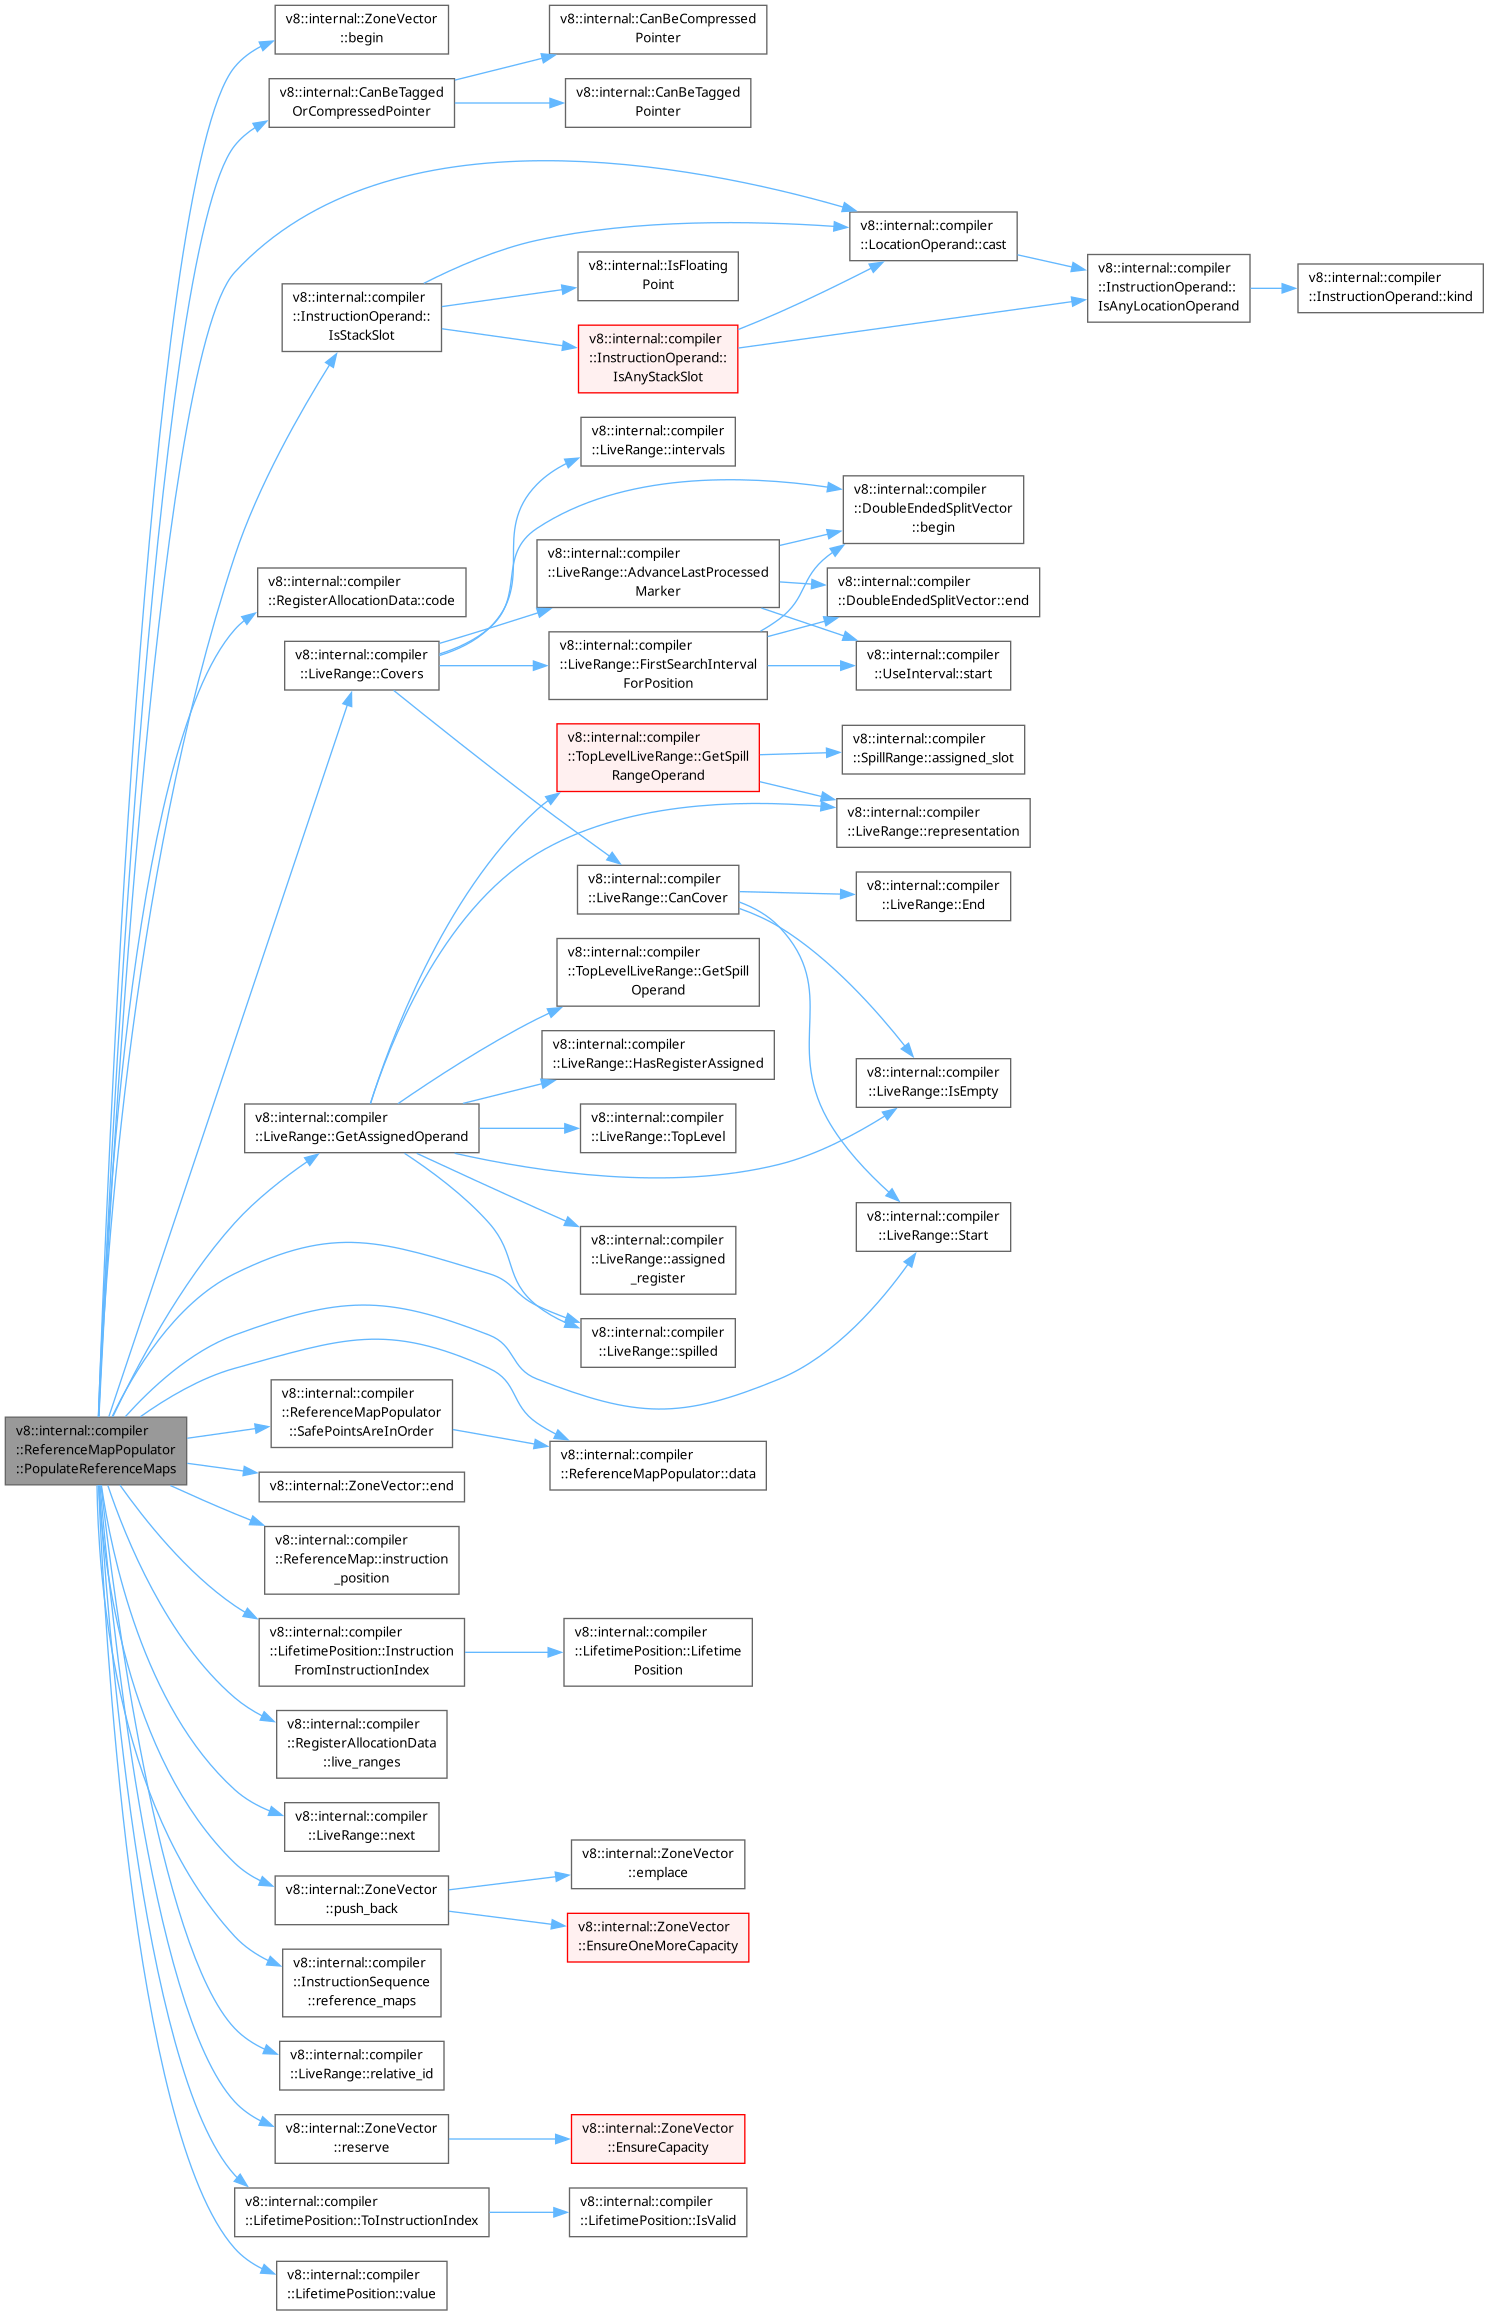 v8::internal::ZoneVector
::begin
v8::internal::CanBeCompressed
Pointer
v8::internal::CanBeTagged
OrCompressedPointer
v8::internal::CanBeTagged
Pointer
v8::internal::compiler
::LocationOperand::cast
v8::internal::IsFloating
Point
v8::internal::compiler
::InstructionOperand::
IsAnyLocationOperand
v8::internal::compiler
::InstructionOperand::kind
v8::internal::compiler
::InstructionOperand::
IsStackSlot
v8::internal::compiler
::InstructionOperand::
IsAnyStackSlot
v8::internal::compiler
::LiveRange::intervals
v8::internal::compiler
::DoubleEndedSplitVector
::begin
v8::internal::compiler
::LiveRange::AdvanceLastProcessed
Marker
v8::internal::compiler
::RegisterAllocationData::code
v8::internal::compiler
::DoubleEndedSplitVector::end
v8::internal::compiler
::LiveRange::Covers
v8::internal::compiler
::LiveRange::FirstSearchInterval
ForPosition
v8::internal::compiler
::UseInterval::start
v8::internal::compiler
::TopLevelLiveRange::GetSpill
RangeOperand
v8::internal::compiler
::SpillRange::assigned_slot
v8::internal::compiler
::LiveRange::representation
v8::internal::compiler
::LiveRange::CanCover
v8::internal::compiler
::LiveRange::End
v8::internal::compiler
::TopLevelLiveRange::GetSpill
Operand
v8::internal::compiler
::LiveRange::HasRegisterAssigned
v8::internal::compiler
::LiveRange::IsEmpty
v8::internal::compiler
::LiveRange::GetAssignedOperand
v8::internal::compiler
::LiveRange::TopLevel
v8::internal::compiler
::LiveRange::Start
v8::internal::compiler
::LiveRange::assigned
_register
v8::internal::compiler
::LiveRange::spilled
v8::internal::compiler
::ReferenceMapPopulator
::PopulateReferenceMaps
v8::internal::compiler
::ReferenceMapPopulator
::SafePointsAreInOrder
v8::internal::compiler
::ReferenceMapPopulator::data
v8::internal::ZoneVector::end
v8::internal::compiler
::ReferenceMap::instruction
_position
v8::internal::compiler
::LifetimePosition::Instruction
FromInstructionIndex
v8::internal::compiler
::LifetimePosition::Lifetime
Position
v8::internal::compiler
::RegisterAllocationData
::live_ranges
v8::internal::compiler
::LiveRange::next
v8::internal::ZoneVector
::push_back
v8::internal::ZoneVector
::emplace
v8::internal::ZoneVector
::EnsureOneMoreCapacity
v8::internal::compiler
::InstructionSequence
::reference_maps
v8::internal::compiler
::LiveRange::relative_id
v8::internal::ZoneVector
::reserve
v8::internal::ZoneVector
::EnsureCapacity
v8::internal::compiler
::LifetimePosition::ToInstructionIndex
v8::internal::compiler
::LifetimePosition::IsValid
v8::internal::compiler
::LifetimePosition::value